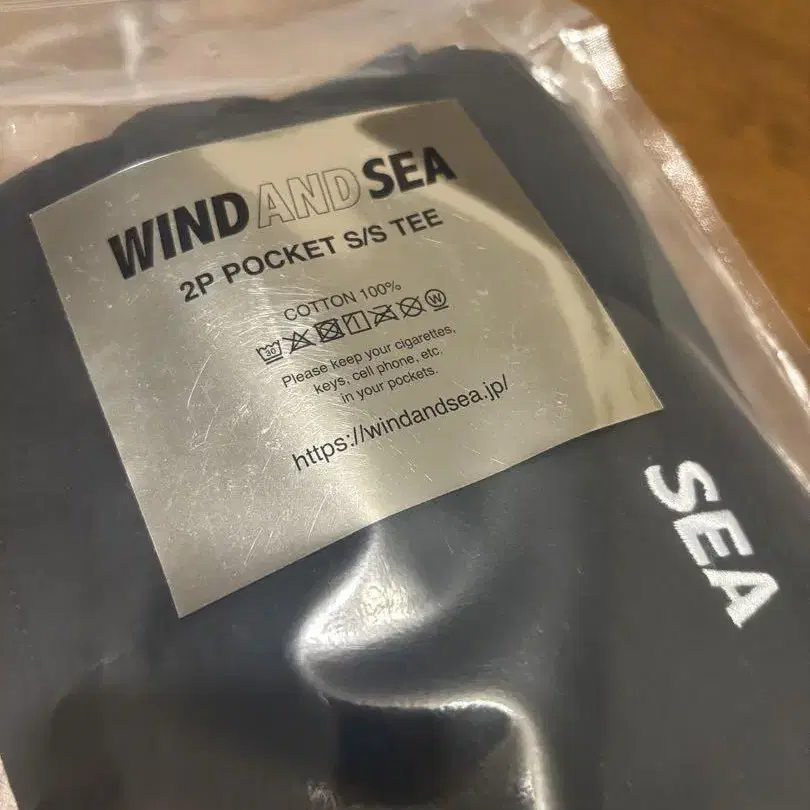 WIND AND SEA
2P POCKET S/S TEE
COTTON 100%
30
Please keep your cigarettes,
keys, cell phone, etc.
in your pockets.
https://windandsea.jp/
SEA